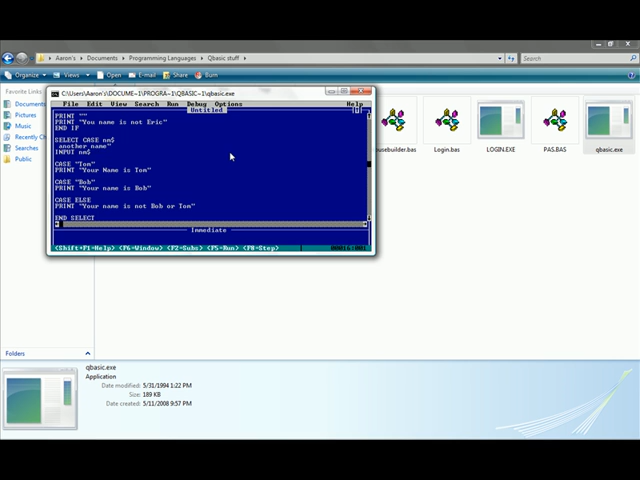 Aaron's ▸ Documents ▸ Programming Languages ▸ Qbasic stuff ▸
Search
Organize Views Open E-mail Share Burn
Favorite Links
Documents
Pictures
Music
Recently Ch
Searches
Public
Folders
C:\Users\Aaron's\DOCUME~1\PROGRA~1\QBASIC~1\qbasic.exe
File Edit View Search Run Debug Options Help
Untitled
PRINT ""
PRINT "You name is not Eric"
END IF
SELECT CASE nm$
another name"
INPUT nm$
CASE "Tom"
PRINT "Your Name is Tom"
CASE "Bob"
PRINT "Your name is Bob"
CASE ELSE
PRINT "Your name is not Bob or Tom"
END SELECT
Immediate
<Shift+F1=Help> <F6=Window> <F2=Subs> <F5=Run> <F8=Step>
usebuilder.bas
Login.bas
LOGIN.EXE
PAS.BAS
qbasic.exe
qbasic.exe
Application
Date modified: 5/31/1994 1:22 PM
Size: 189 KB
Date created: 5/11/2008 9:57 PM